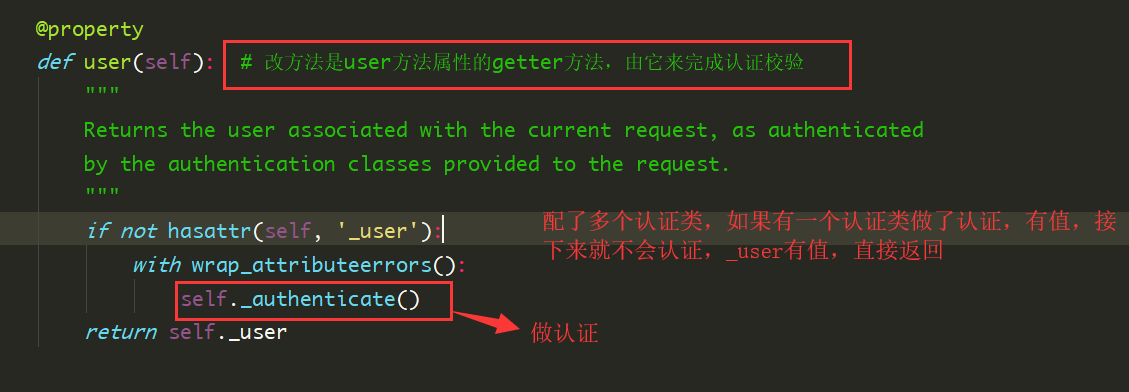 @property
def user(self): # 改方法是user方法属性的getter方法，由它来完成认证校验
"""
Returns the user associated with the current request, as authenticated
by the authentication classes provided to the request.
"""
if not hasattr(self, '_user'):
配了多个认证类，如果有一个认证类做了认证，有值，接
下来就不会认证，_user有值，直接返回
with wrap_attributeerrors():
self._authenticate()
return self._user
做认证